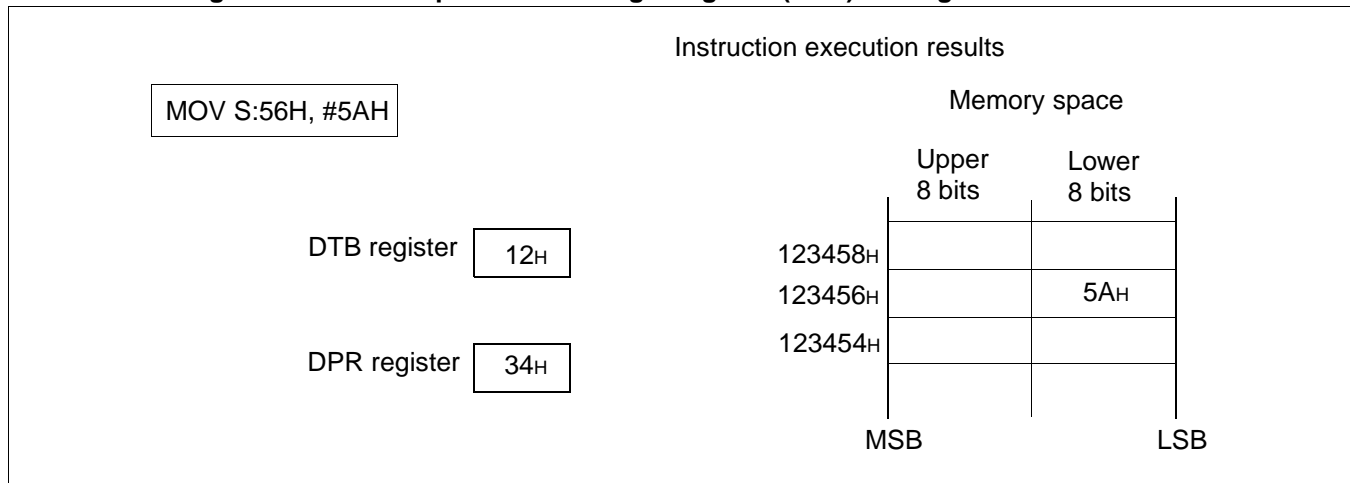 Instruction execution results
MOV S:56H, #5AH
Memory space
Upper
8 bits
Lower
8 bits
DTB register
12H
123458H
123456H
5AH
123454H
DPR register
34H
MSB
LSB